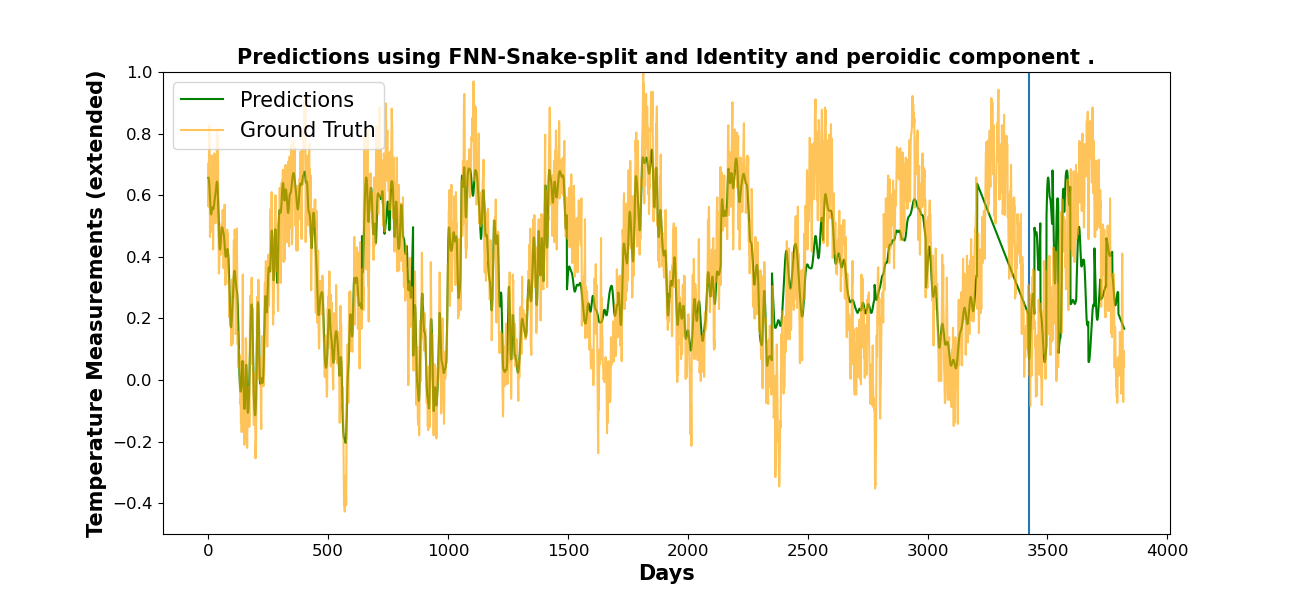 Predictions using FNN-Snake-split and Identity and peroidic component .
Temperature Measurements (extended)
1.0
0.8
0.6
0.4
0.2
0.0
−0.2
−0.4
Predictions
Ground Truth
0 500 1000 1500 2000 2500 3000 3500 4000
Days